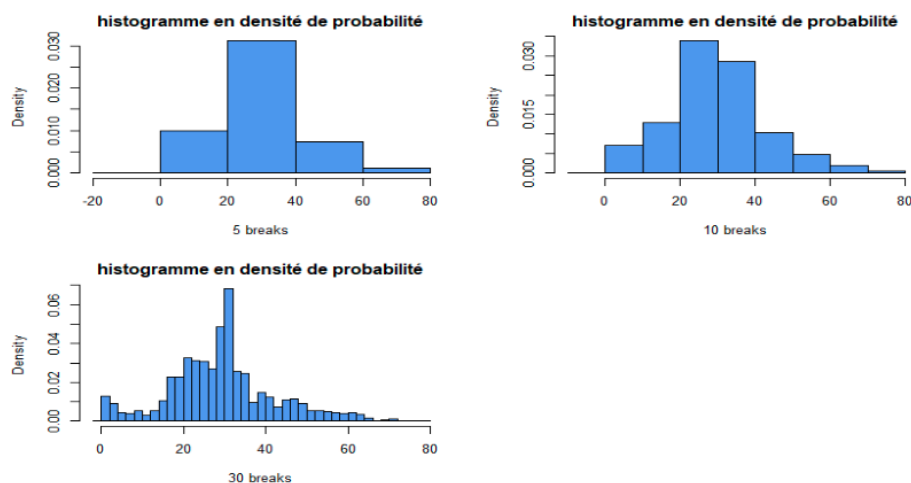 histogramme en densité de probabilité
Density
0.000 0.010 0.020 0.030
-20 0 20 40 60 80
5 breaks
histogramme en densité de probabilité
Density
0.000 0.015 0.030
0 20 40 60 80
10 breaks
histogramme en densité de probabilité
Density
0.00 0.02 0.04 0.06
0 20 40 60 80
30 breaks